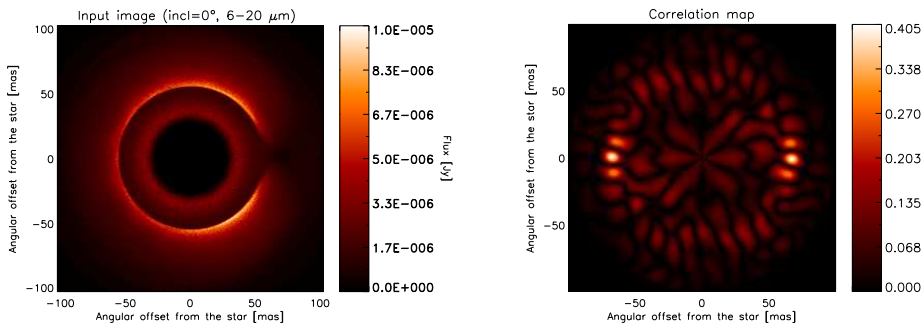 Input image (incl=0°, 6−20 μm)
100
50
0
−50
−100
−100
−50
0
50
100
Angular offset from the star [mas]
Angular offset from the star [mas]
1.0E−005
8.3E−006
6.7E−006
5.0E−006
3.3E−006
1.7E−006
0.0E+000
Flux [Jy]
Correlation map
50
0
−50
−50
0
50
Angular offset from the star [mas]
Angular offset from the star [mas]
0.405
0.338
0.270
0.203
0.135
0.068
0.000